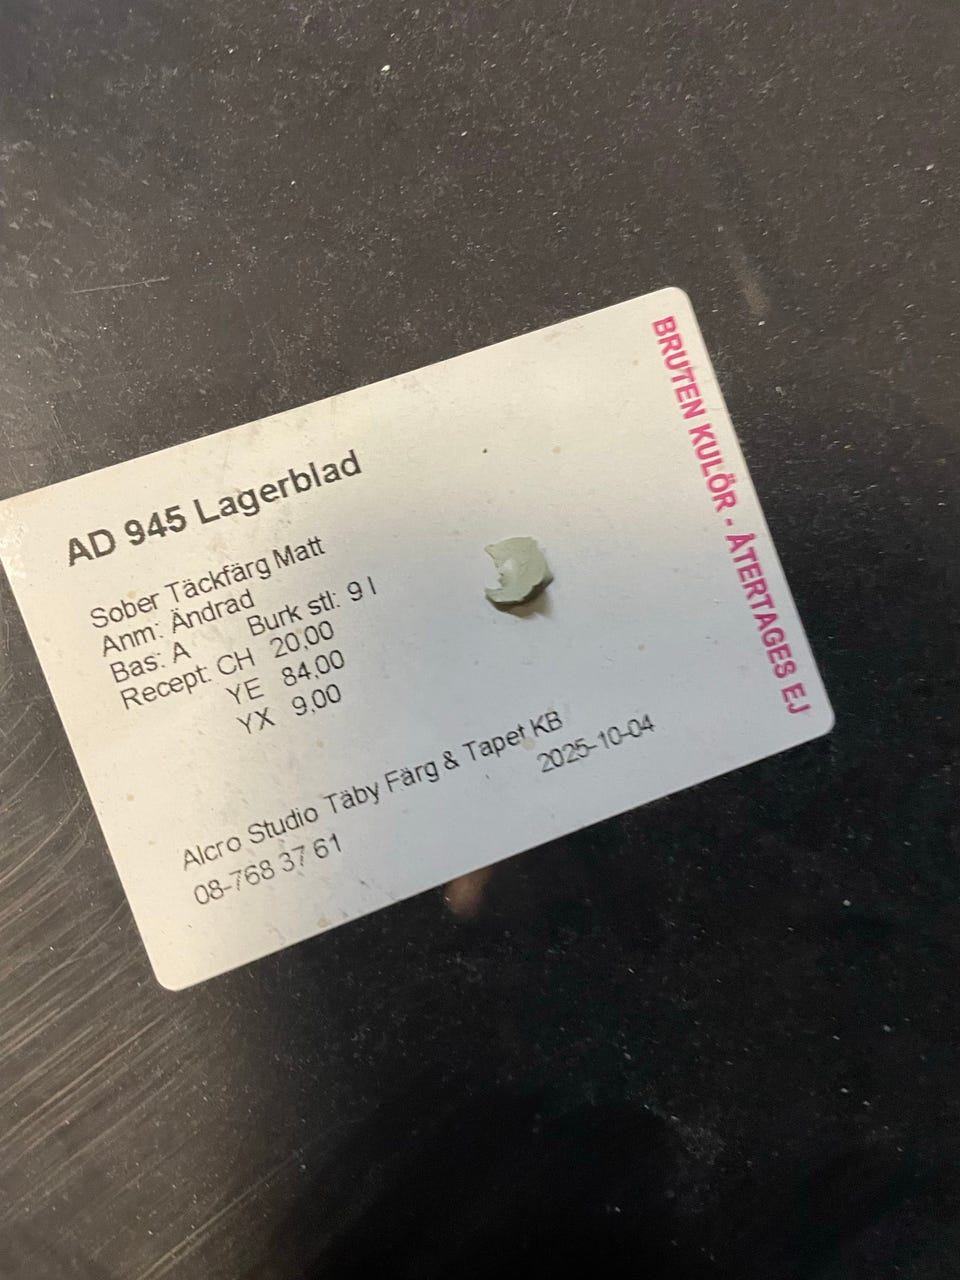 AD 945 Lagerblad
Sober Täckfärg Matt
Anm: Ändrad
Bas: A Burk stl: 9 l
Recept: CH 20,00
YE 84,00
YX 9,00
Alcro Studio Täby Färg & Tapet KB
08-768 37 61 2025-10-04
BRUTEN KULÖR - ÅTERTAGES EJ